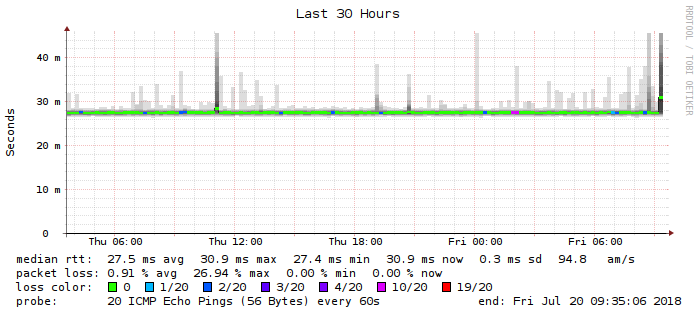 Last 30 Hours
RRDTOOL / TOBI OETIKER
Seconds
40 m
30 m
20 m
10 m
0
Thu 06:00 Thu 12:00 Thu 18:00 Fri 00:00 Fri 06:00
median rtt: 27.5 ms avg 30.9 ms max 27.4 ms min 30.9 ms now 0.3 ms sd 94.8 am/s
packet loss: 0.91 % avg 26.94 % max 0.00 % min 0.00 % now
loss color: 0 1/20 2/20 3/20 4/20 10/20 19/20
probe: 20 ICMP Echo Pings (56 Bytes) every 60s end: Fri Jul 20 09:35:06 2018